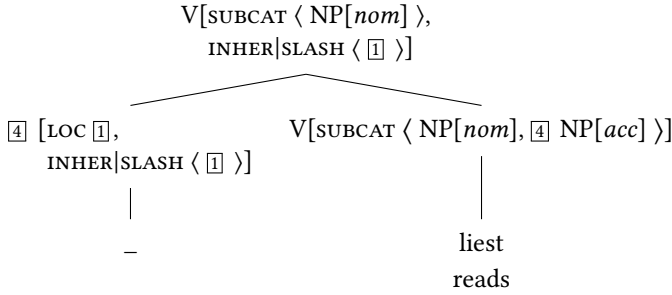 V[SUBCAT ⟨ NP[nom] ⟩,
INHER|SLASH ⟨ 1 ⟩]
4 [LOC 1,
INHER|SLASH ⟨ 1 ⟩]
V[SUBCAT ⟨ NP[nom], 4 NP[acc] ⟩]
_
liest
reads